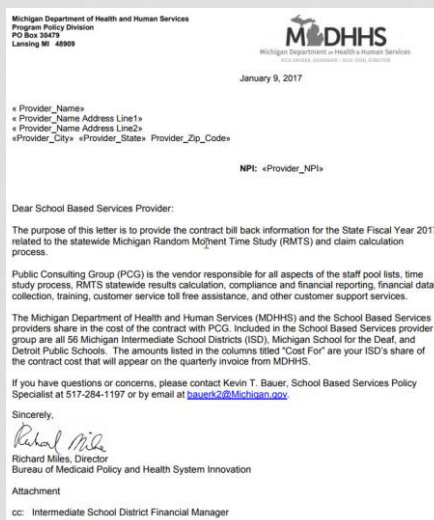 Michigan Department of Health and Human Services
Program Policy Division
PO Box 30479
Lansing MI 48909
MDHHS
Michigan Department of Health & Human Services
January 9, 2017
« Provider_Name»
« Provider_Name Address Line1»
« Provider_Name Address Line2»
«Provider_City» «Provider_State» Provider_Zip_Code»
NPI: «Provider_NPI»
Dear School Based Services Provider:
The purpose of this letter is to provide the contract bill back information for the State Fiscal Year 2017
related to the statewide Michigan Random Moment Time Study (RMTS) and claim calculation
process.
Public Consulting Group (PCG) is the vendor responsible for all aspects of the staff pool lists, time
study process, RMTS statewide results calculation, compliance and financial reporting, financial data
collection, training, customer service toll free assistance, and other customer support services.
The Michigan Department of Health and Human Services (MDHHS) and the School Based Services
providers share in the cost of the contract with PCG. Included in the School Based Services provider
group are all 56 Michigan Intermediate School Districts (ISD), Michigan School for the Deaf, and
Detroit Public Schools. The amounts listed in the columns titled "Cost For" are your ISD's share of
the contract cost that will appear on the quarterly invoice from MDHHS.
If you have questions or concerns, please contact Kevin T. Bauer, School Based Services Policy
Specialist at 517-284-1197 or by email at bauerk2@Michigan.gov.
Sincerely,
Richard Miles
Richard Miles, Director
Bureau of Medicaid Policy and Health System Innovation
Attachment
cc: Intermediate School District Financial Manager